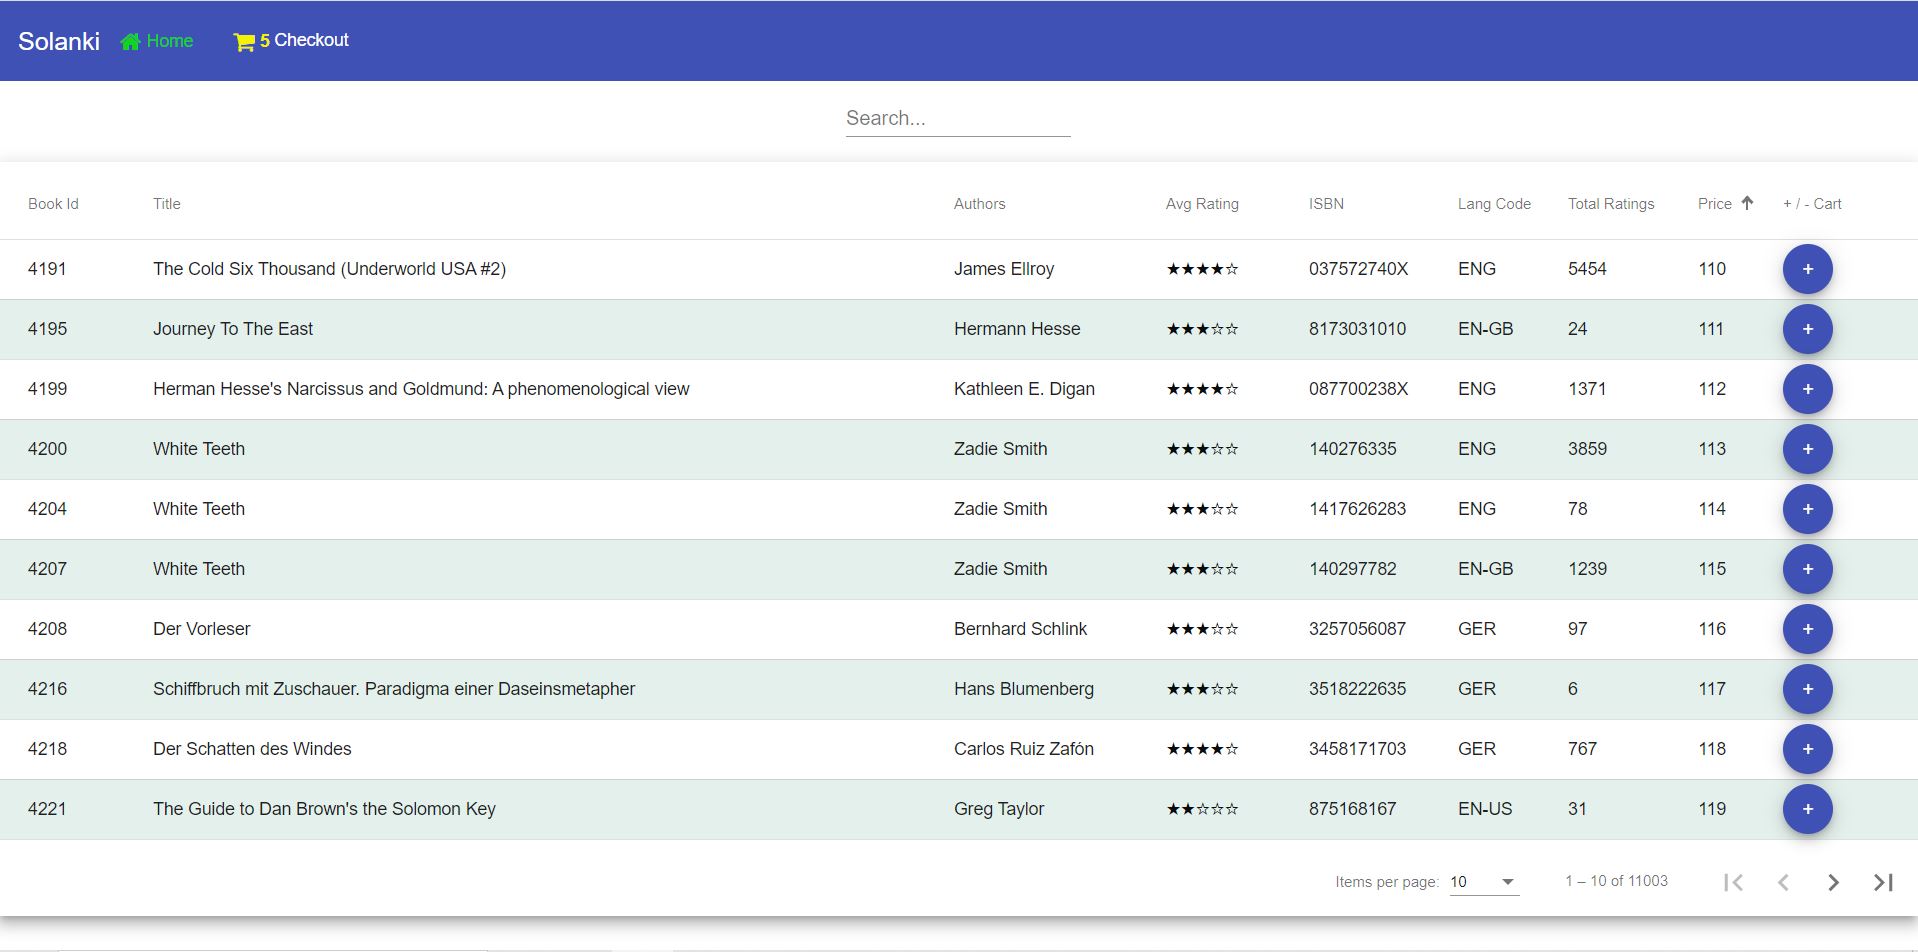 Solanki Home 5 Checkout
Search...
Book Id Title Authors Avg Rating ISBN Lang Code Total Ratings Price + / - Cart
4191 The Cold Six Thousand (Underworld USA #2) James Ellroy ★★★★☆ 037572740X ENG 5454 110 +
4195 Journey To The East Hermann Hesse ★★★☆☆ 8173031010 EN-GB 24 111 +
4199 Herman Hesse's Narcissus and Goldmund: A phenomenological view Kathleen E. Digan ★★★★☆ 087700238X ENG 1371 112 +
4200 White Teeth Zadie Smith ★★★☆☆ 140276335 ENG 3859 113 +
4204 White Teeth Zadie Smith ★★★☆☆ 1417626283 ENG 78 114 +
4207 White Teeth Zadie Smith ★★★☆☆ 140297782 EN-GB 1239 115 +
4208 Der Vorleser Bernhard Schlink ★★★☆☆ 3257056087 GER 97 116 +
4216 Schiffbruch mit Zuschauer. Paradigma einer Daseinsmetapher Hans Blumenberg ★★★☆☆ 3518222635 GER 6 117 +
4218 Der Schatten des Windes Carlos Ruiz Zafón ★★★★☆ 3458171703 GER 767 118 +
4221 The Guide to Dan Brown's the Solomon Key Greg Taylor ★★☆☆☆ 875168167 EN-US 31 119 +
Items per page: 10 1 – 10 of 11003